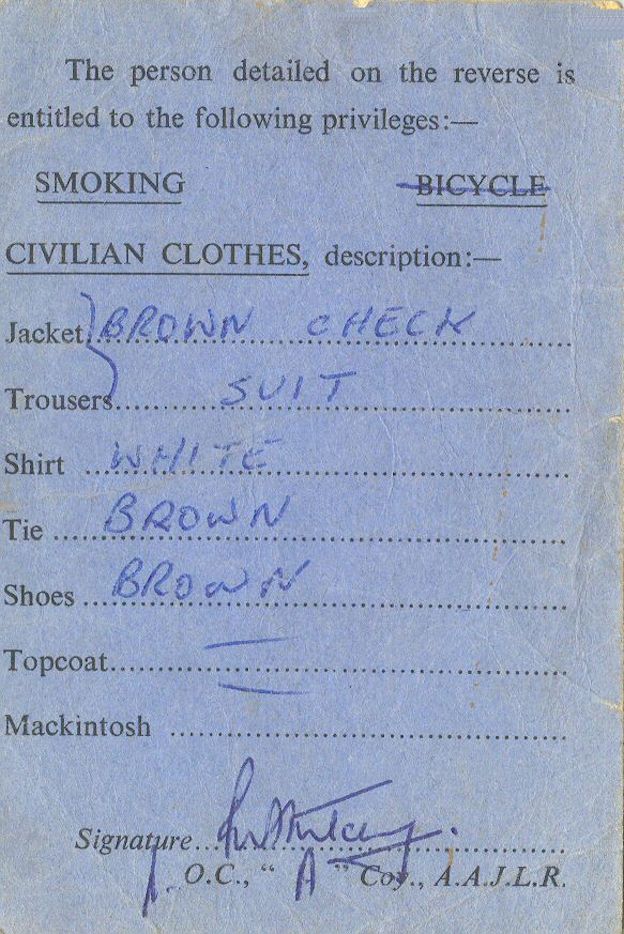 The person detailed on the reverse is
entitled to the following privileges:—
SMOKING BICYCLE
CIVILIAN CLOTHES, description:—
Jacket BROWN CHECK
Trousers SUIT
Shirt WHITE
Tie BROWN
Shoes BROWN
Topcoat
Mackintosh
Signature
O.C., "A" Coy., A.A.J.L.R.